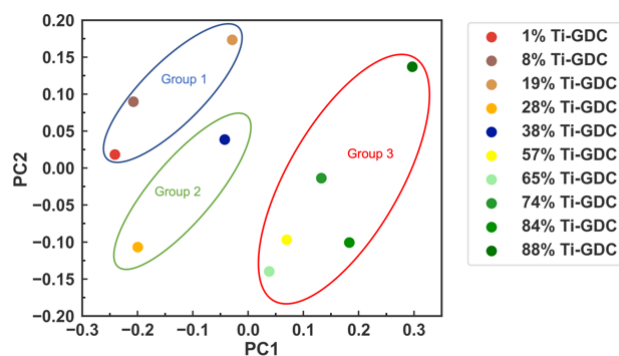 0.20
0.15
0.10
0.05
0.00
−0.05
−0.10
−0.15
−0.20
PC2
Group 1
Group 2
Group 3
−0.3 −0.2 −0.1 0.0 0.1 0.2 0.3
PC1
1% Ti-GDC
8% Ti-GDC
19% Ti-GDC
28% Ti-GDC
38% Ti-GDC
57% Ti-GDC
65% Ti-GDC
74% Ti-GDC
84% Ti-GDC
88% Ti-GDC